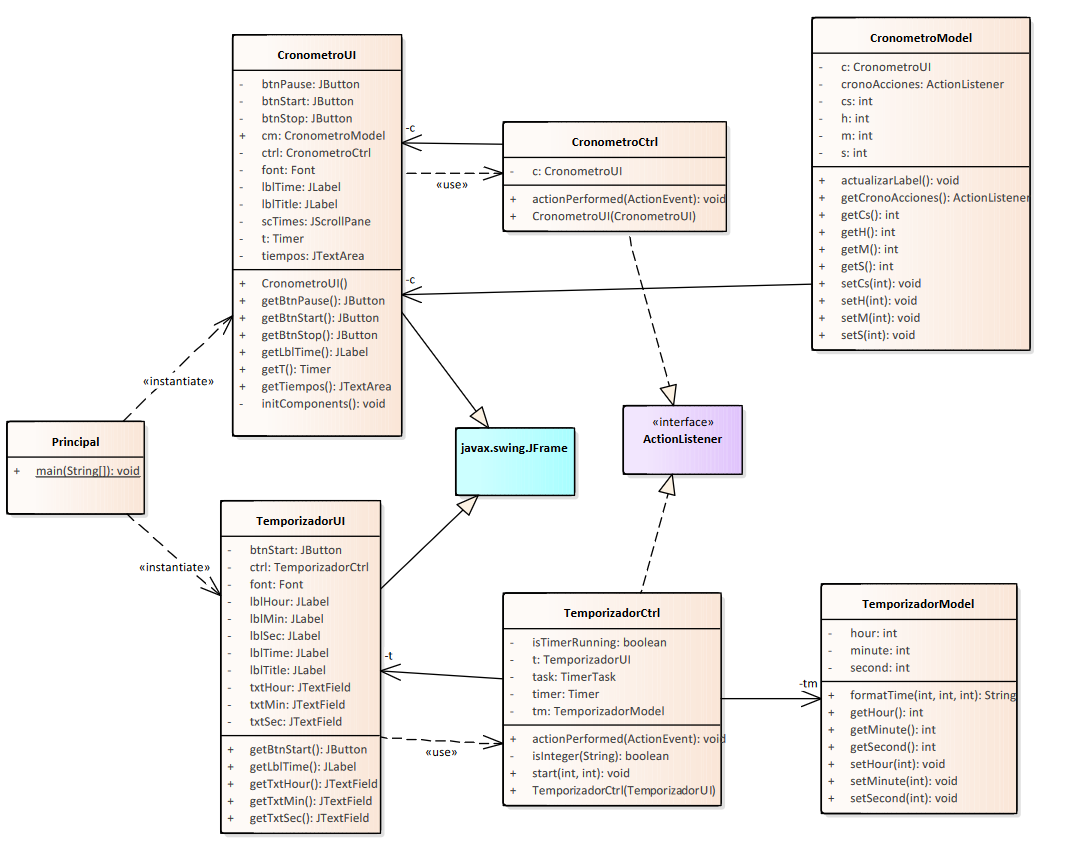 CronometroUI
- btnPause: JButton
- btnStart: JButton
- btnStop: JButton
+ cm: CronometroModel
- ctrl: CronometroCtrl
- font: Font
- lblTime: JLabel
- lblTitle: JLabel
- scTimes: JScrollPane
- t: Timer
- tiempos: JTextArea
+ CronometroUI()
+ getBtnPause(): JButton
+ getBtnStart(): JButton
+ getBtnStop(): JButton
+ getLblTime(): JLabel
+ getT(): Timer
+ getTiempos(): JTextArea
- initComponents(): void
-c
«use»
-c
CronometroCtrl
- c: CronometroUI
+ actionPerformed(ActionEvent): void
+ CronometroUI(CronometroUI)
CronometroModel
- c: CronometroUI
- cronoAcciones: ActionListener
- cs: int
- h: int
- m: int
- s: int
+ actualizarLabel(): void
+ getCronoAcciones(): ActionListener
+ getCs(): int
+ getH(): int
+ getM(): int
+ getS(): int
+ setCs(int): void
+ setH(int): void
+ setM(int): void
+ setS(int): void
«instantiate»
Principal
+ main(String[]): void
«instantiate»
javax.swing.JFrame
«interface»
ActionListener
TemporizadorUI
- btnStart: JButton
- ctrl: TemporizadorCtrl
- font: Font
- lblHour: JLabel
- lblMin: JLabel
- lblSec: JLabel
- lblTime: JLabel
- lblTitle: JLabel
- txtHour: JTextField
- txtMin: JTextField
- txtSec: JTextField
+ getBtnStart(): JButton
+ getLblTime(): JLabel
+ getTxtHour(): JTextField
+ getTxtMin(): JTextField
+ getTxtSec(): JTextField
-t
«use»
TemporizadorCtrl
- isTimerRunning: boolean
- t: TemporizadorUI
- task: TimerTask
- timer: Timer
- tm: TemporizadorModel
+ actionPerformed(ActionEvent): void
- isInteger(String): boolean
+ start(int, int): void
+ TemporizadorCtrl(TemporizadorUI)
-tm
TemporizadorModel
- hour: int
- minute: int
- second: int
+ formatTime(int, int, int): String
+ getHour(): int
+ getMinute(): int
+ getSecond(): int
+ setHour(int): void
+ setMinute(int): void
+ setSecond(int): void